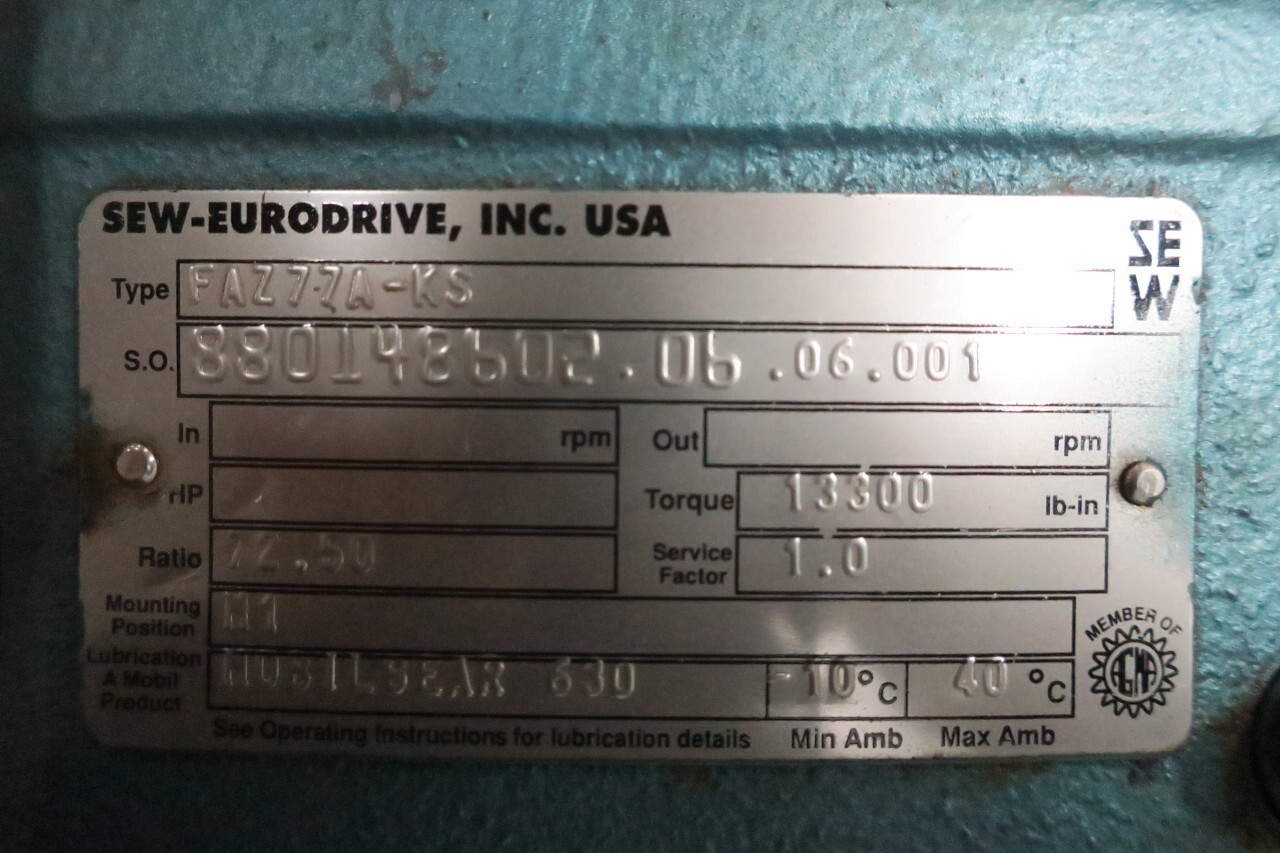 SEW-EURODRIVE, INC. USA
SE
W
Type FAZ77A-KS
S.O. 880148602.06.06.001
In rpm Out rpm
HP Torque 13300 lb-in
Ratio 72.50 Service Factor 1.0
Mounting Position M1
Lubrication A Mobil Product MOBILGEAR 630 -10°C 40°C
See Operating Instructions for lubrication details Min Amb Max Amb
MEMBER OF
AGMA